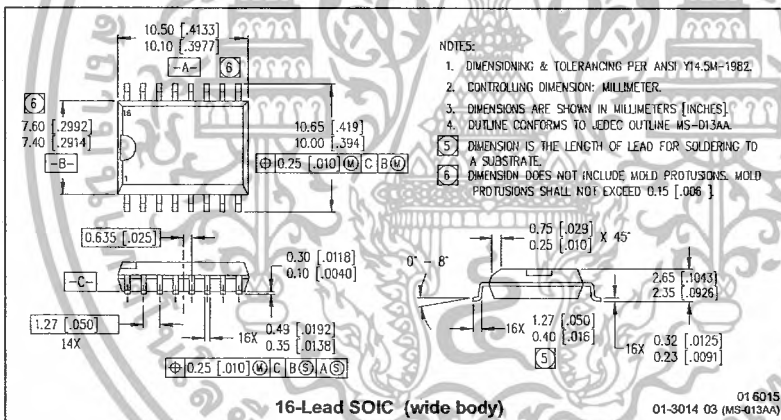 10.50 [.4133]
10.10 [.3977]
-A- 6
6
7.60 [.2992]
7.40 [.2914]
-B-
16
1
10.65 [.419]
10.00 [.394]
⌖ 0.25 [.010] Ⓜ C BⓂ
NOTES:
1. DIMENSIONING & TOLERANCING PER ANSI Y14.5M-1982.
2. CONTROLLING DIMENSION: MILLIMETER.
3. DIMENSIONS ARE SHOWN IN MILLIMETERS [INCHES].
4. OUTLINE CONFORMS TO JEDEC OUTLINE MS-013AA.
5 DIMENSION IS THE LENGTH OF LEAD FOR SOLDERING TO
A SUBSTRATE.
6 DIMENSION DOES NOT INCLUDE MOLD PROTUSIONS. MOLD
PROTUSIONS SHALL NOT EXCEED 0.15 [.006 ].
0.635 [.025]
-C-
0.30 [.0118]
0.10 [.0040]
1.27 [.050]
14X
16X 0.49 [.0192]
0.35 [.0138]
⌖ 0.25 [.010]Ⓜ C BⓈ AⓈ
0.75 [.029]
0.25 [.010] X 45°
0° - 8°
2.65 [.1043]
2.35 [.0926]
16X 1.27 [.050]
0.40 [.016]
5
16X 0.32 [.0125]
0.23 [.0091]
16-Lead SOIC (wide body)
01 6015
01-3014 03 (MS-013AA)